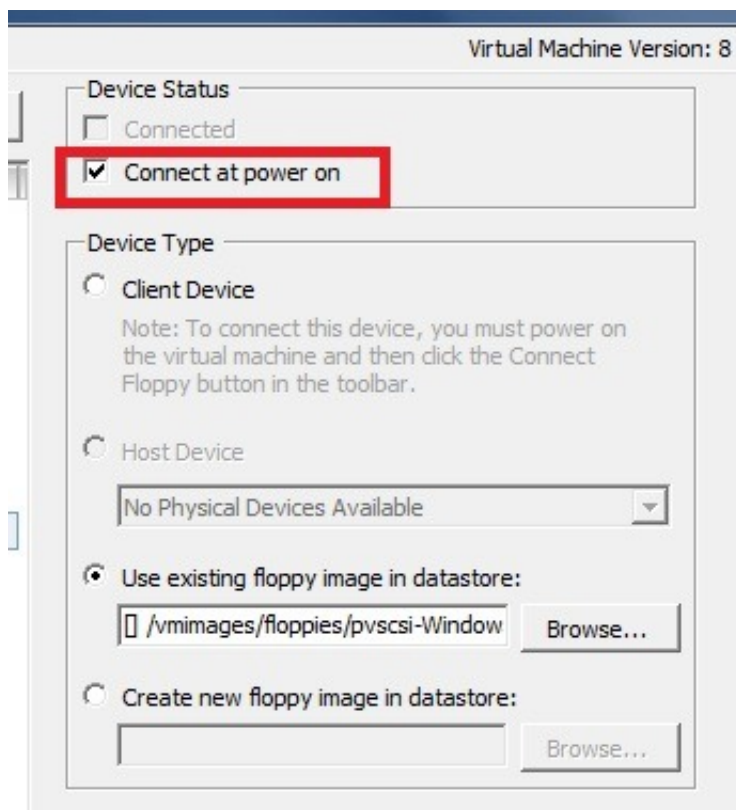 Virtual Machine Version: 8
Device Status
Connected
Connect at power on
Device Type
Client Device
Note: To connect this device, you must power on
the virtual machine and then click the Connect
Floppy button in the toolbar.
Host Device
No Physical Devices Available
Use existing floppy image in datastore:
[] /vmimages/floppies/pvscsi-Window
Browse...
Create new floppy image in datastore:
Browse...